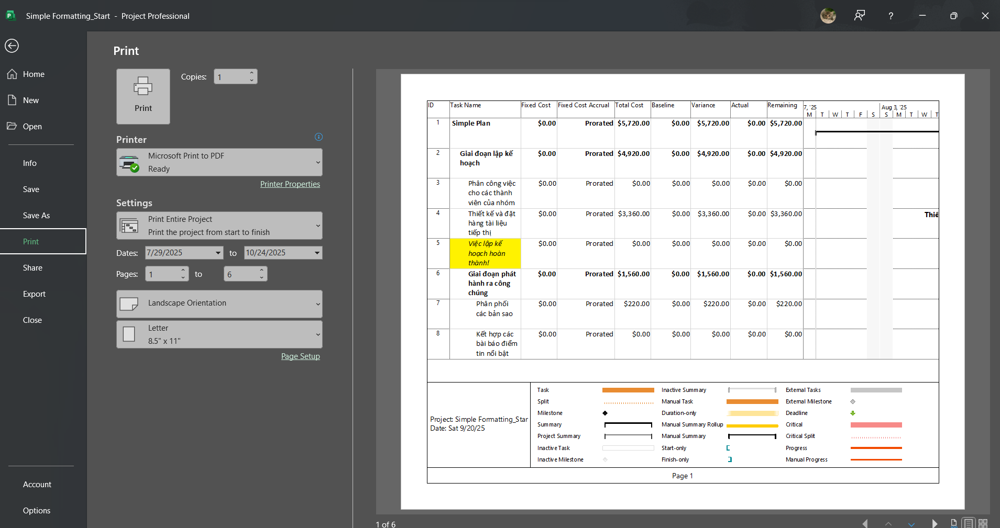 Simple Formatting_Start - Project Professional
?
Home
New
Open
Info
Save
Save As
Print
Share
Export
Close
Account
Options
Print
Print
Copies: 1
Printer
Microsoft Print to PDF
Ready
Printer Properties
Settings
Print Entire Project
Print the project from start to finish
Dates: 7/29/2025 to 10/24/2025
Pages: 1 to 6
Landscape Orientation
Letter
8.5" x 11"
Page Setup
ID Task Name Fixed Cost Fixed Cost Accrual Total Cost Baseline Variance Actual Remaining 7, '25 Aug 3, '25
M T W T F S S M T W T
1 Simple Plan $0.00 Prorated $5,720.00 $0.00 $5,720.00 $0.00 $5,720.00
2 Giai đoạn lập kế $0.00 Prorated $4,920.00 $0.00 $4,920.00 $0.00 $4,920.00
hoạch
3 Phân công việc $0.00 Prorated $0.00 $0.00 $0.00 $0.00 $0.00
cho các thành
viên của nhóm
4 Thiết kế và đặt $0.00 Prorated $3,360.00 $0.00 $3,360.00 $0.00 $3,360.00 Thiế
hàng tài liệu
tiếp thị
5 Việc lập kế $0.00 Prorated $0.00 $0.00 $0.00 $0.00 $0.00
hoạch hoàn
thành!
6 Giai đoạn phát $0.00 Prorated $1,560.00 $0.00 $1,560.00 $0.00 $1,560.00
hành ra công
chúng
7 Phân phối $0.00 Prorated $220.00 $0.00 $220.00 $0.00 $220.00
các bản sao
8 Kết hợp các $0.00 Prorated $0.00 $0.00 $0.00 $0.00 $0.00
bài báo điểm
tin nổi bật
Project: Simple Formatting_Star
Date: Sat 9/20/25
Task Inactive Summary External Tasks
Split Manual Task External Milestone
Milestone Duration-only Deadline
Summary Manual Summary Rollup Critical
Project Summary Manual Summary Critical Split
Inactive Task Start-only Progress
Inactive Milestone Finish-only Manual Progress
Page 1
1 of 6